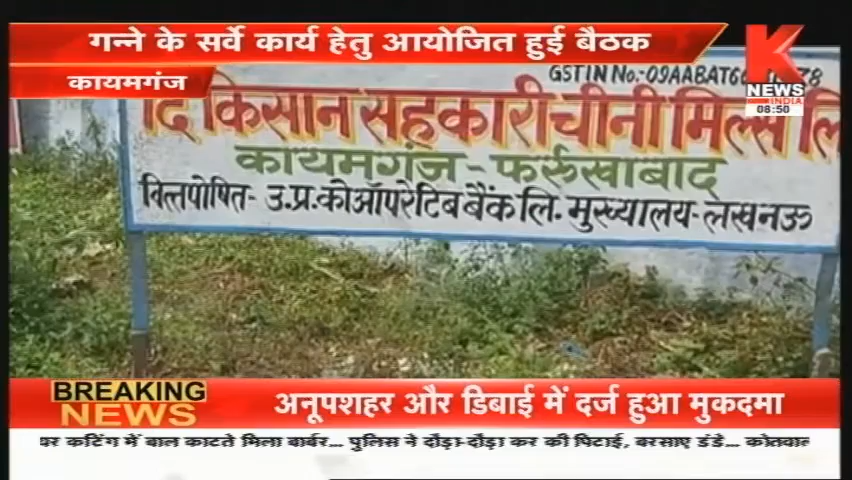 गन्ने के सर्वे कार्य हेतु आयोजित हुई बैठक
कायमगंज
K
NEWS
INDIA
08:50
GSTIN No.-09AABAT6
दि किसान सहकारी चीनी मिल्स लि
कायमगंज - फर्रुखाबाद
वित्तपोषित- उ.प्र.कोऑपरेटिव बैंक लि. मुख्यालय-लखनऊ
BREAKING
NEWS
अनूपशहर और डिबाई में दर्ज हुआ मुकदमा
कटिंग में बाल काटते मिला बार्बर... पुलिस ने दौड़ा-दौड़ा कर की पिटाई, बरसाए डंडे...